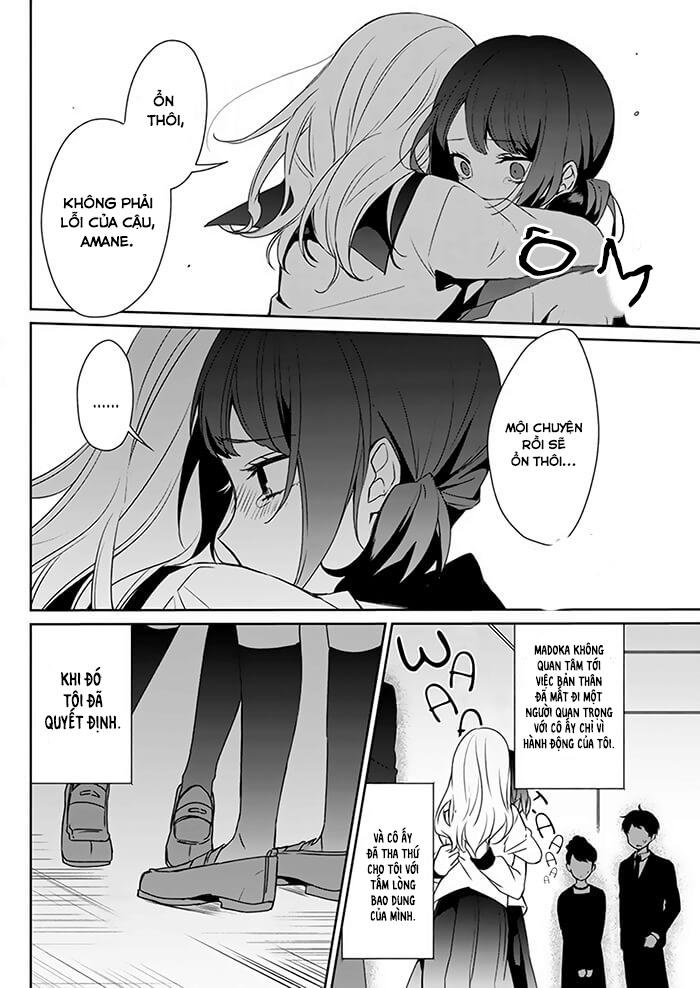 ỔN
THÔI,
KHÔNG PHẢI
LỖI CỦA CẬU,
AMANE.
ÔM
......
MỘI CHUYỆN
RỒI SẼ
ỔN THÔI...
MADOKA KHÔNG
QUAN TÂM TỚI
VIỆC BẢN THÂN
ĐÃ MẤT ĐI MỘT
NGƯỜI QUAN TRỌNG
VỚI CÔ ẤY CHỈ VÌ
HÀNH ĐỘNG CỦA TÔI.
WAAA
AAAAA
VÀ CÔ ẤY
ĐÃ THA THỨ
CHO TÔI VỚI
TẤM LÒNG
BAO DUNG
CỦA MÌNH.
KHI ĐÓ
TÔI ĐÃ
QUYẾT ĐỊNH.